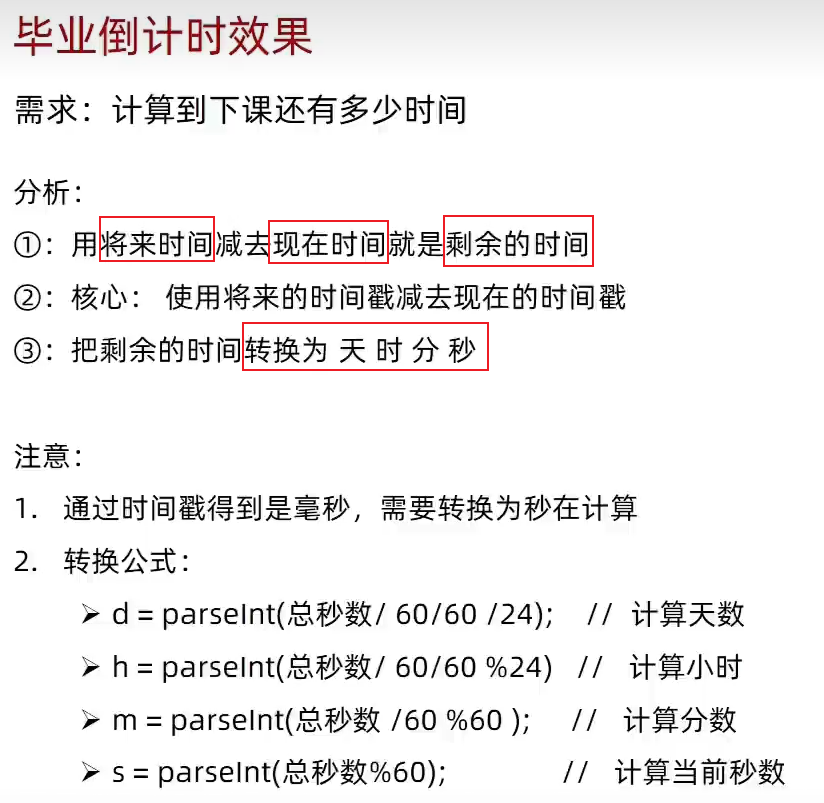 毕业倒计时效果
需求：计算到下课还有多少时间
分析：
①：用将来时间减去现在时间就是剩余的时间
②：核心： 使用将来的时间戳减去现在的时间戳
③：把剩余的时间转换为 天 时 分 秒
注意：
1. 通过时间戳得到是毫秒，需要转换为秒在计算
2. 转换公式：
➢ d = parseInt(总秒数/ 60/60 /24); // 计算天数
➢ h = parseInt(总秒数/ 60/60 %24) // 计算小时
➢ m = parseInt(总秒数 /60 %60 ); // 计算分数
➢ s = parseInt(总秒数%60); // 计算当前秒数